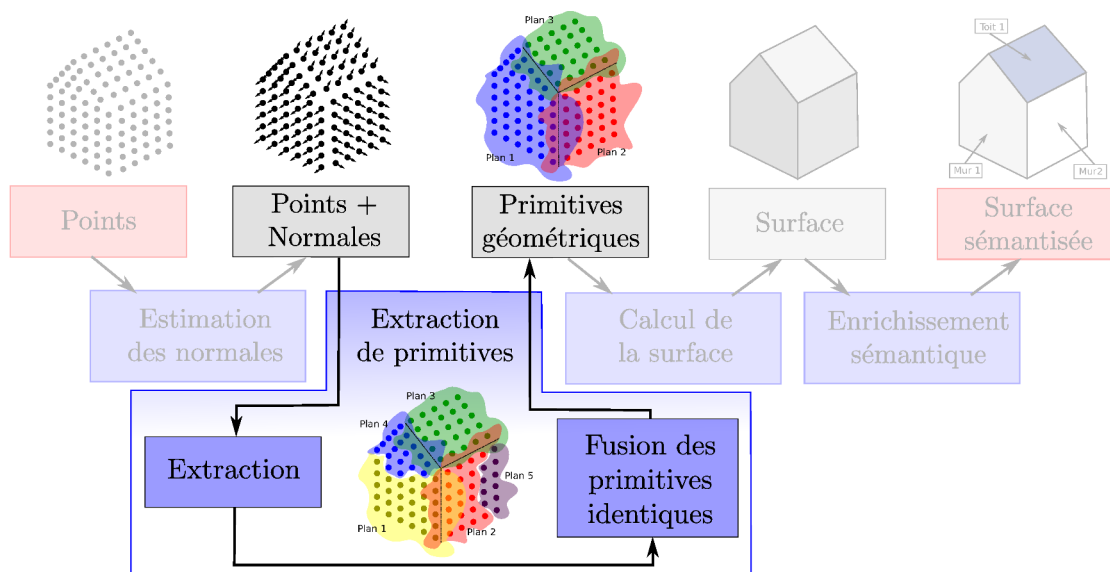 Plan 3
Plan 1
Plan 2
Toit 1
Mur 1
Mur2
Points
Points +
Normales
Primitives
géométriques
Surface
Surface
sémantisée
Estimation
des normales
Extraction
de primitives
Calcul de
la surface
Enrichissement
sémantique
Extraction
Plan 3
Plan 4
Plan 5
Plan 1
Plan 2
Fusion des
primitives
identiques